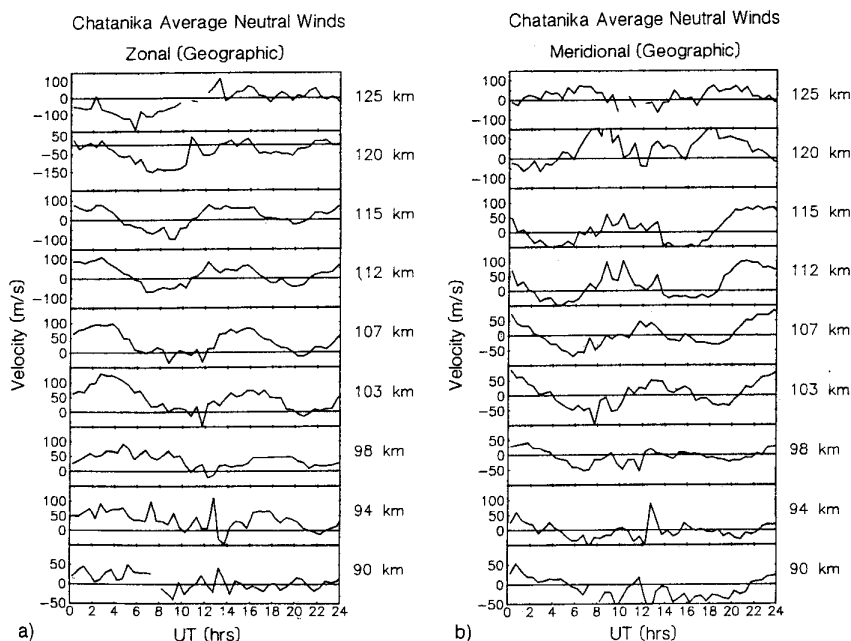 Chatanika Average Neutral Winds
Zonal (Geographic)
100
0
-100
125 km
50
-50
-150
120 km
100
0
-100
115 km
100
0
-100
112 km
100
50
0
107 km
100
50
0
103 km
100
50
0
98 km
100
50
0
94 km
50
0
-50
90 km
0 2 4 6 8 10 12 14 16 18 20 22 24
UT (hrs)
Velocity (m/s)
a)
Chatanika Average Neutral Winds
Meridional (Geographic)
100
0
-100
125 km
100
0
-100
120 km
50
0
115 km
100
50
0
112 km
50
0
-50
107 km
50
0
-50
103 km
50
0
-50
98 km
100
50
0
94 km
50
0
-50
90 km
0 2 4 6 8 10 12 14 16 18 20 22 24
UT (hrs)
Velocity (m/s)
b)